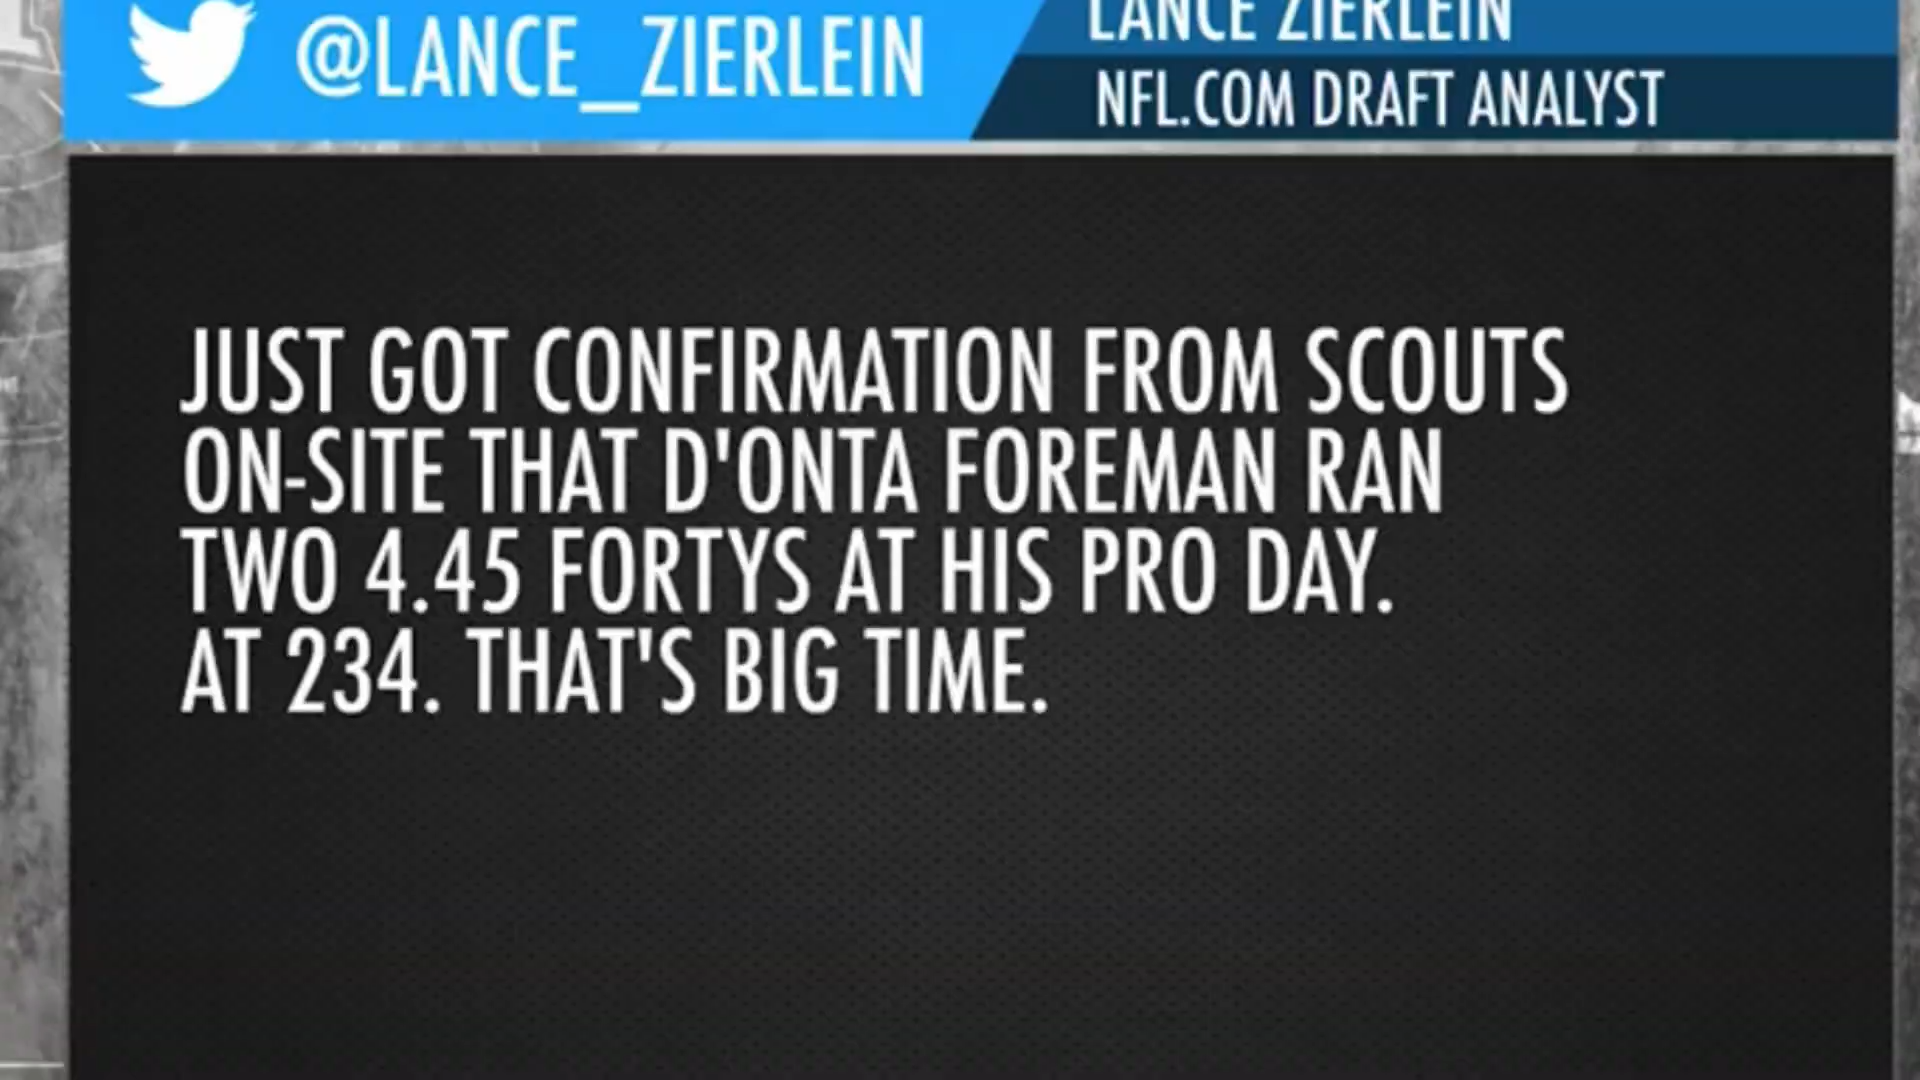 @LANCE_ZIERLEIN
LANCE ZIERLEIN
NFL.COM DRAFT ANALYST
JUST GOT CONFIRMATION FROM SCOUTS
ON-SITE THAT D'ONTA FOREMAN RAN
TWO 4.45 FORTYS AT HIS PRO DAY.
AT 234. THAT'S BIG TIME.